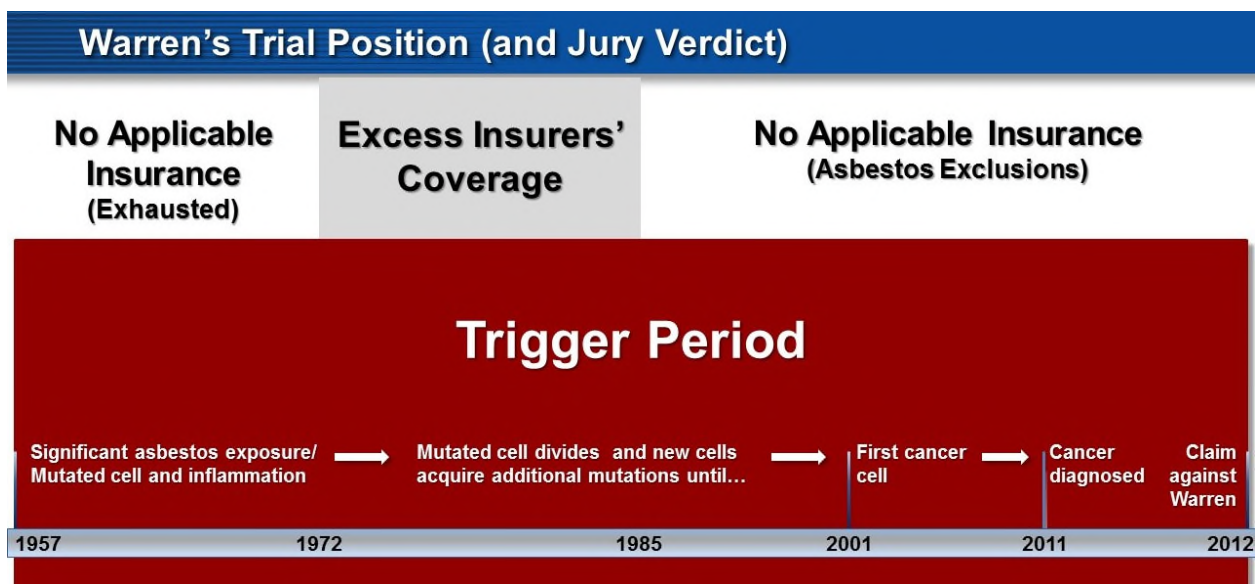 Warren's Trial Position (and Jury Verdict)
No Applicable
Insurance
(Exhausted)
Excess Insurers'
Coverage
No Applicable Insurance
(Asbestos Exclusions)
Trigger Period
Significant asbestos exposure/
Mutated cell and inflammation
Mutated cell divides and new cells
acquire additional mutations until...
First cancer
cell
Cancer
diagnosed
Claim
against
Warren
1957
1972
1985
2001
2011
2012